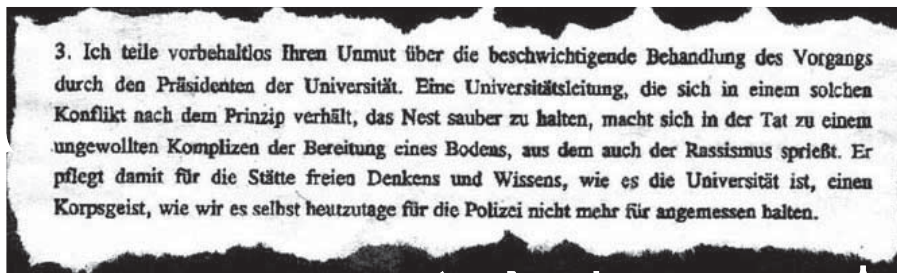 3. Ich teile vorbehaltlos Ihren Unmut über die beschwichtigende Behandlung des Vorgangs
durch den Präsidenten der Universität. Eine Universitätsleitung, die sich in einem solchen
Konflikt nach dem Prinzip verhält, das Nest sauber zu halten, macht sich in der Tat zu einem
ungewollten Komplizen der Bereitung eines Bodens, aus dem auch der Rassismus sprießt. Er
pflegt damit für die Stätte freien Denkens und Wissens, wie es die Universität ist, einen
Korpsgeist, wie wir es selbst heutzutage für die Polizei nicht mehr für angemessen halten.